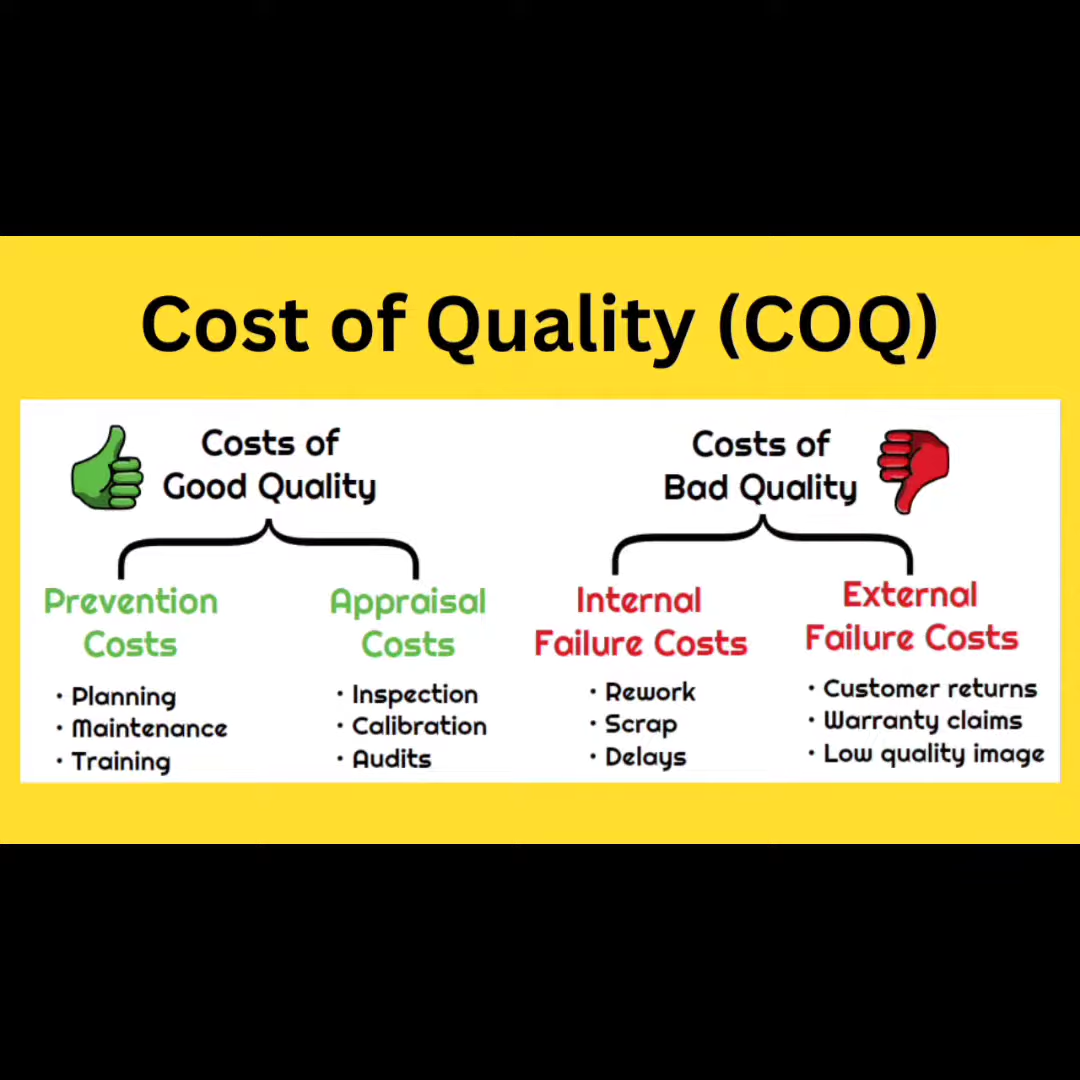 Cost of Quality (COQ)
Costs of
Good Quality
Costs of
Bad Quality
Prevention
Costs
• Planning
• Maintenance
• Training
Appraisal
Costs
• Inspection
• Calibration
• Audits
Internal
Failure Costs
• Rework
• Scrap
• Delays
External
Failure Costs
• Customer returns
• Warranty claims
• Low quality image